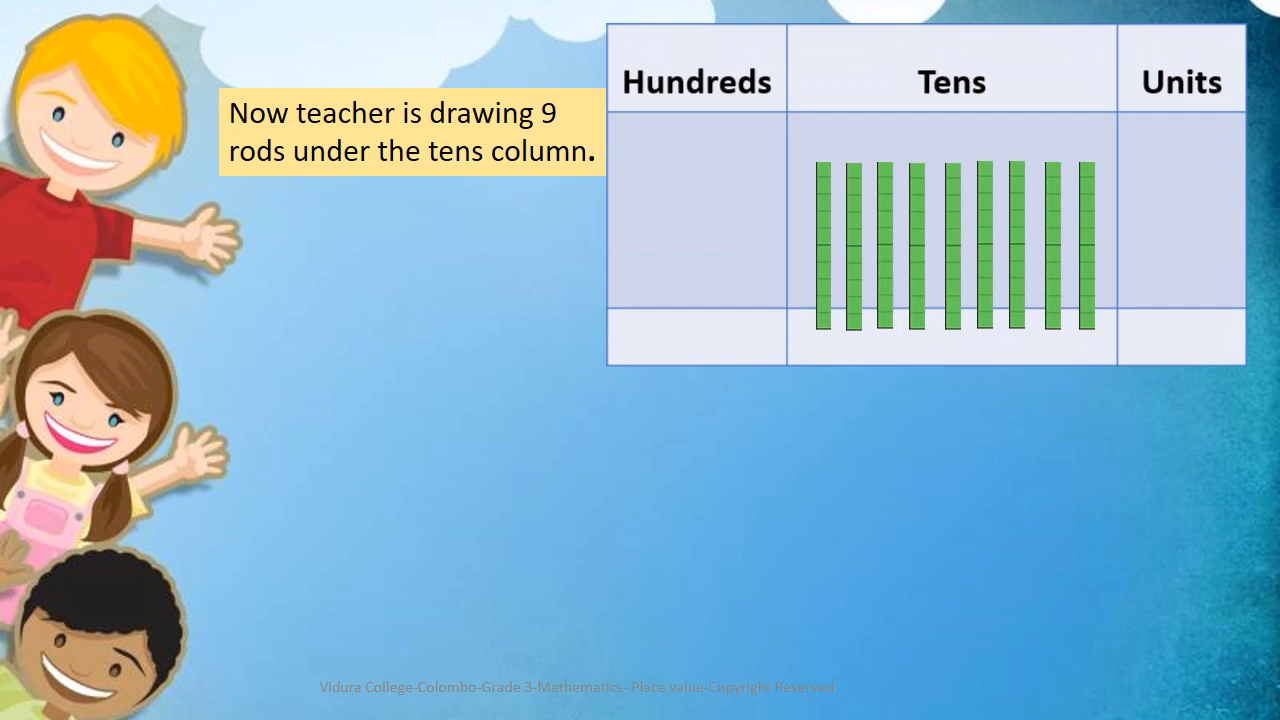 Now teacher is drawing 9
rods under the tens column.
Hundreds Tens Units
Vidura College-Colombo-Grade 3-Mathematics- Place value-Copyright Reserved